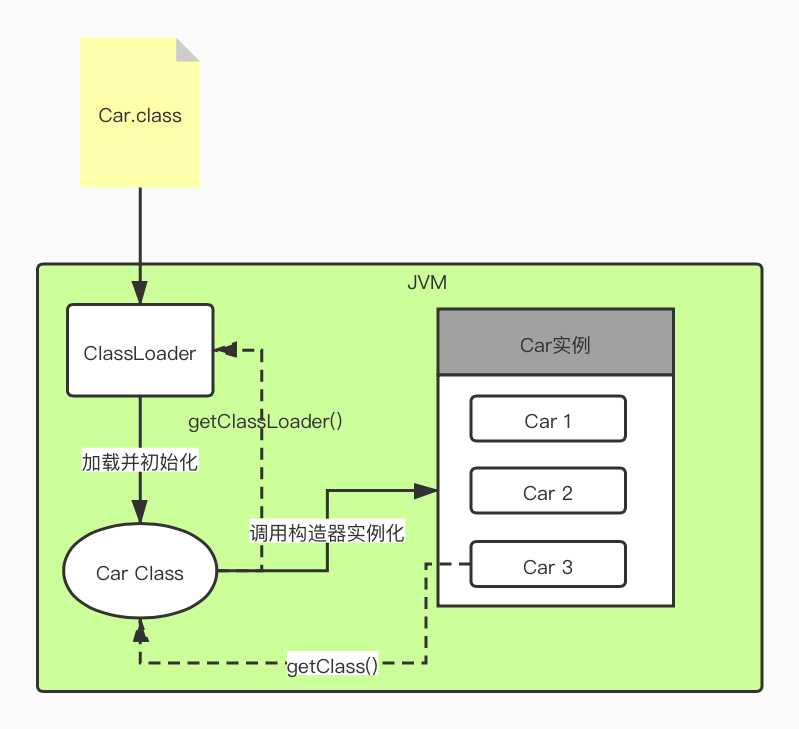 Car.class
JVM
ClassLoader
Car实例
getClassLoader()
Car 1
加载并初始化
Car 2
调用构造器实例化
Car Class
Car 3
getClass()